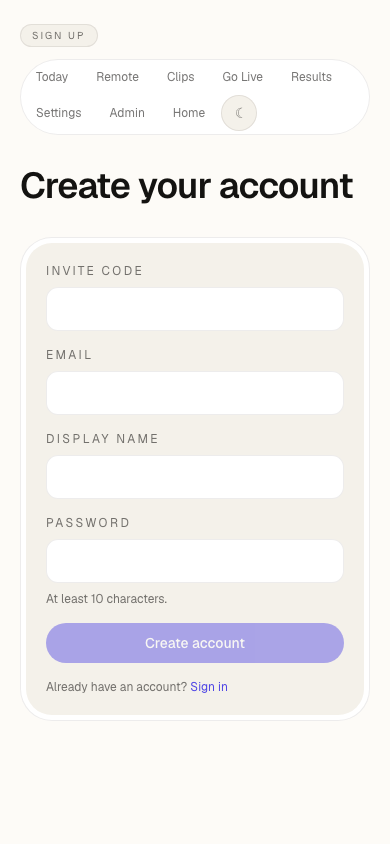 SIGN UP
Today Remote Clips Go Live Results
Settings Admin Home
Create your account
INVITE CODE
EMAIL
DISPLAY NAME
PASSWORD
At least 10 characters.
Create account
Already have an account? Sign in